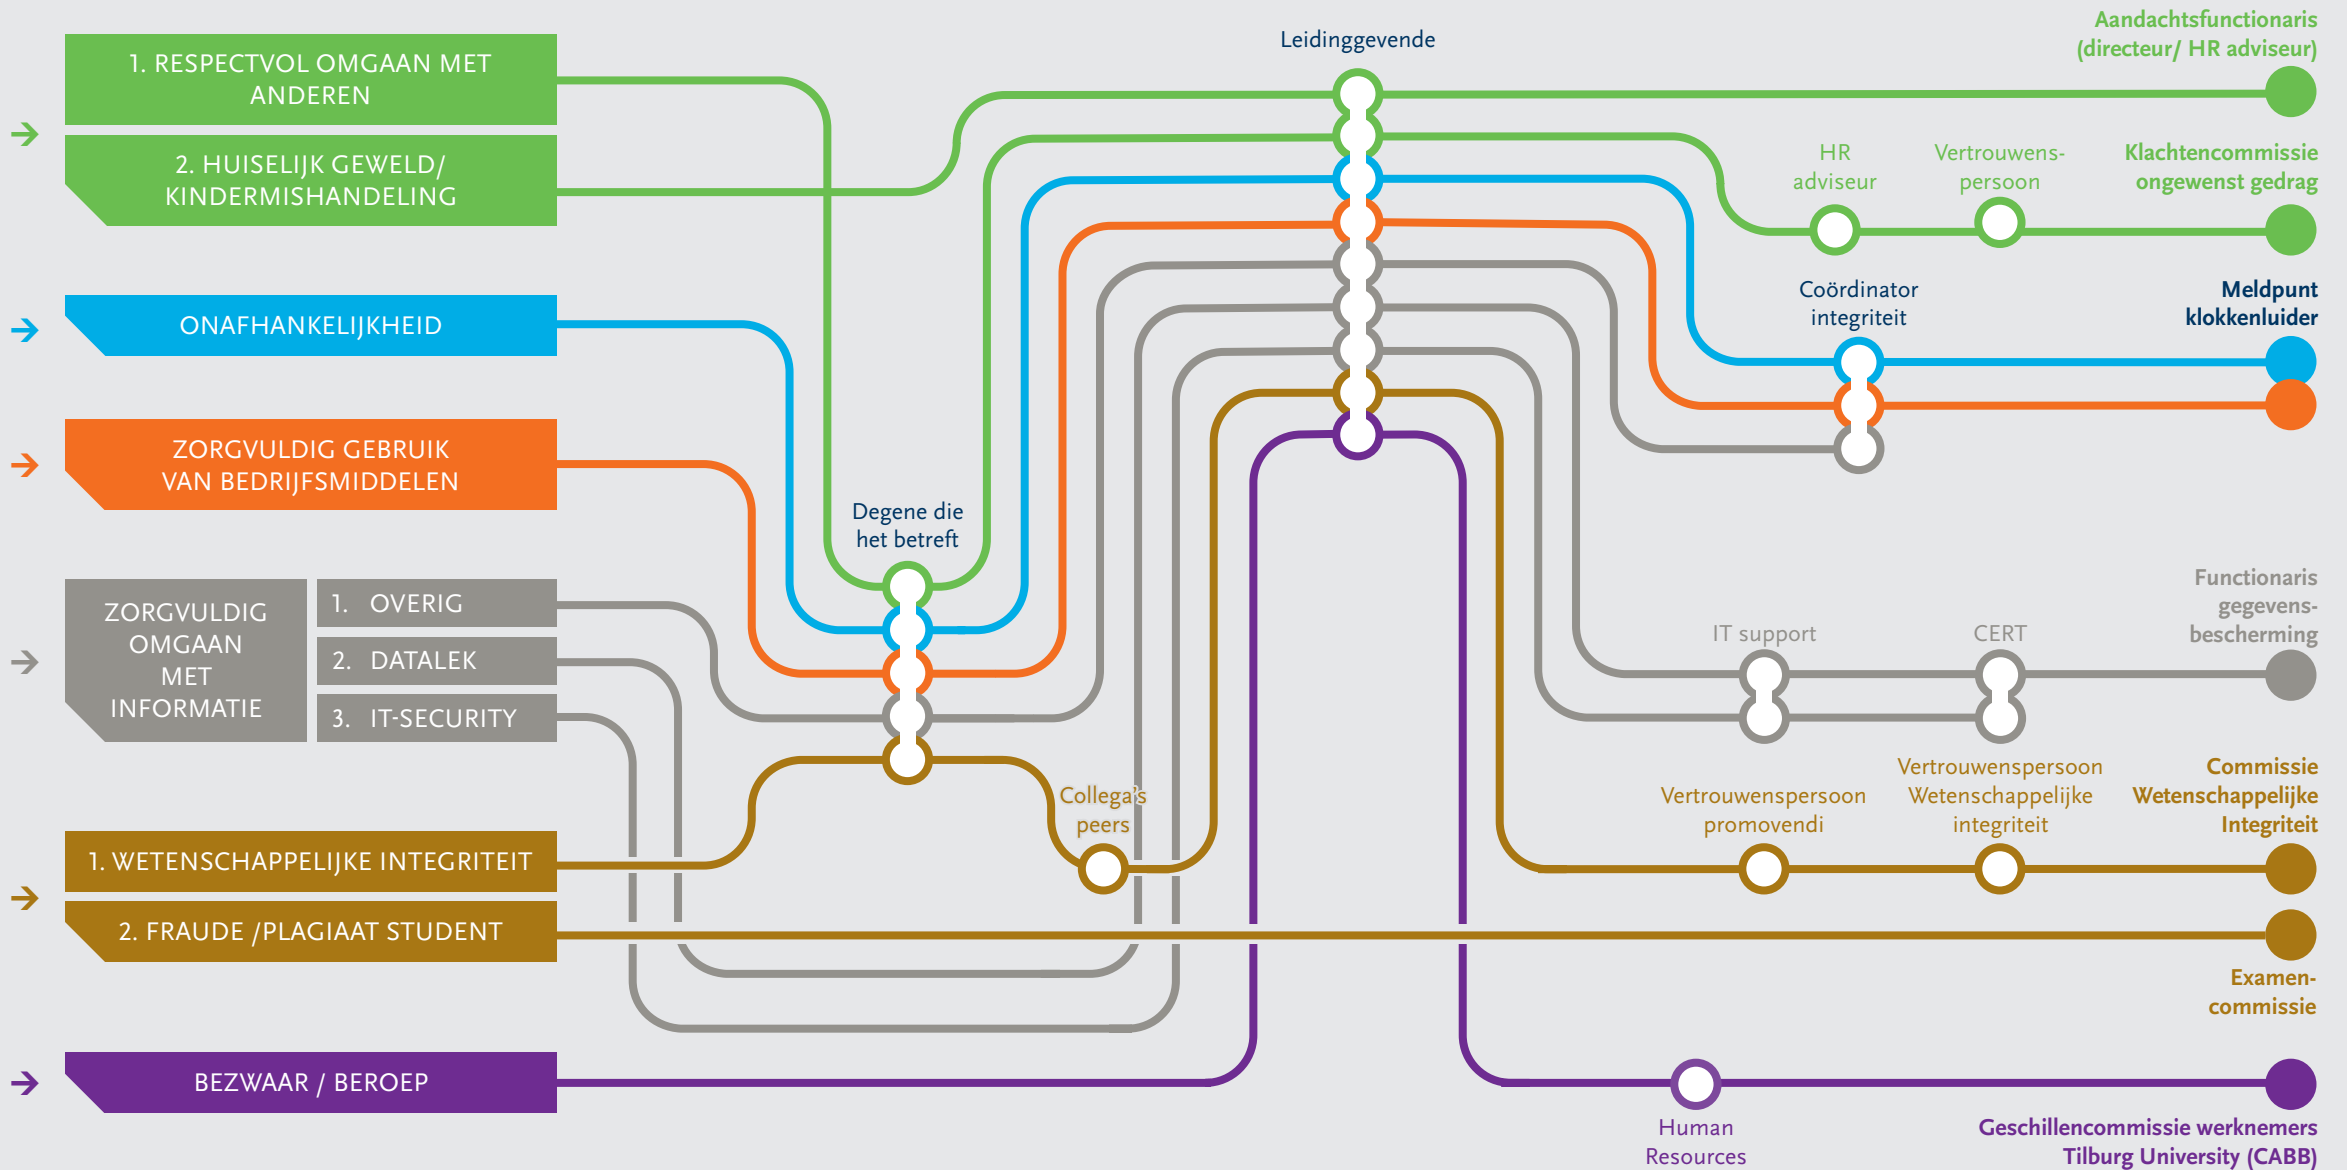 1. RESPECTVOL OMGAAN MET
ANDEREN
2. HUISELIJK GEWELD/
KINDERMISHANDELING
ONAFHANKELIJKHEID
ZORGVULDIG GEBRUIK
VAN BEDRIJFSMIDDELEN
ZORGVULDIG
OMGAAN
MET
INFORMATIE
1. OVERIG
2. DATALEK
3. IT-SECURITY
1. WETENSCHAPPELIJKE INTEGRITEIT
2. FRAUDE /PLAGIAAT STUDENT
BEZWAAR / BEROEP
Degene die
het betreft
Collega's
peers
Leidinggevende
Aandachtsfunctionaris
(directeur/ HR adviseur)
HR
adviseur
Vertrouwens-
persoon
Klachtencommissie
ongewenst gedrag
Coördinator
integriteit
Meldpunt
klokkenluider
IT support
CERT
Functionaris
gegevens-
bescherming
Vertrouwenspersoon
promovendi
Vertrouwenspersoon
Wetenschappelijke
integriteit
Commissie
Wetenschappelijke
Integriteit
Examen-
commissie
Human
Resources
Geschillencommissie werknemers
Tilburg University (CABB)